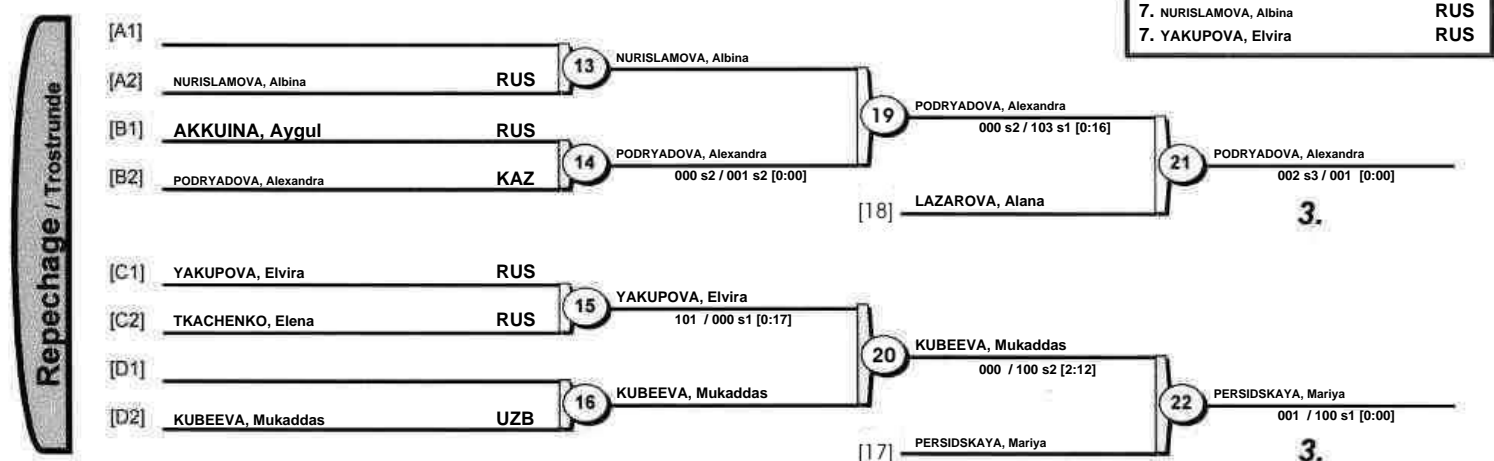 7. NURISLAMOVA, Albina RUS
7. YAKUPOVA, Elvira RUS
Repechage / Trostrunde
[A1]
[A2] NURISLAMOVA, Albina RUS
13 NURISLAMOVA, Albina
[B1] AKKUINA, Aygul RUS
[B2] PODRYADOVA, Alexandra KAZ
14 PODRYADOVA, Alexandra
000 s2 / 001 s2 [0:00]
19 PODRYADOVA, Alexandra
000 s2 / 103 s1 [0:16]
[18] LAZAROVA, Alana
21 PODRYADOVA, Alexandra
002 s3 / 001 [0:00]
3.
[C1] YAKUPOVA, Elvira RUS
[C2] TKACHENKO, Elena RUS
15 YAKUPOVA, Elvira
101 / 000 s1 [0:17]
[D1]
[D2] KUBEEVA, Mukaddas UZB
16 KUBEEVA, Mukaddas
20 KUBEEVA, Mukaddas
000 / 100 s2 [2:12]
[17] PERSIDSKAYA, Mariya
22 PERSIDSKAYA, Mariya
001 / 100 s1 [0:00]
3.